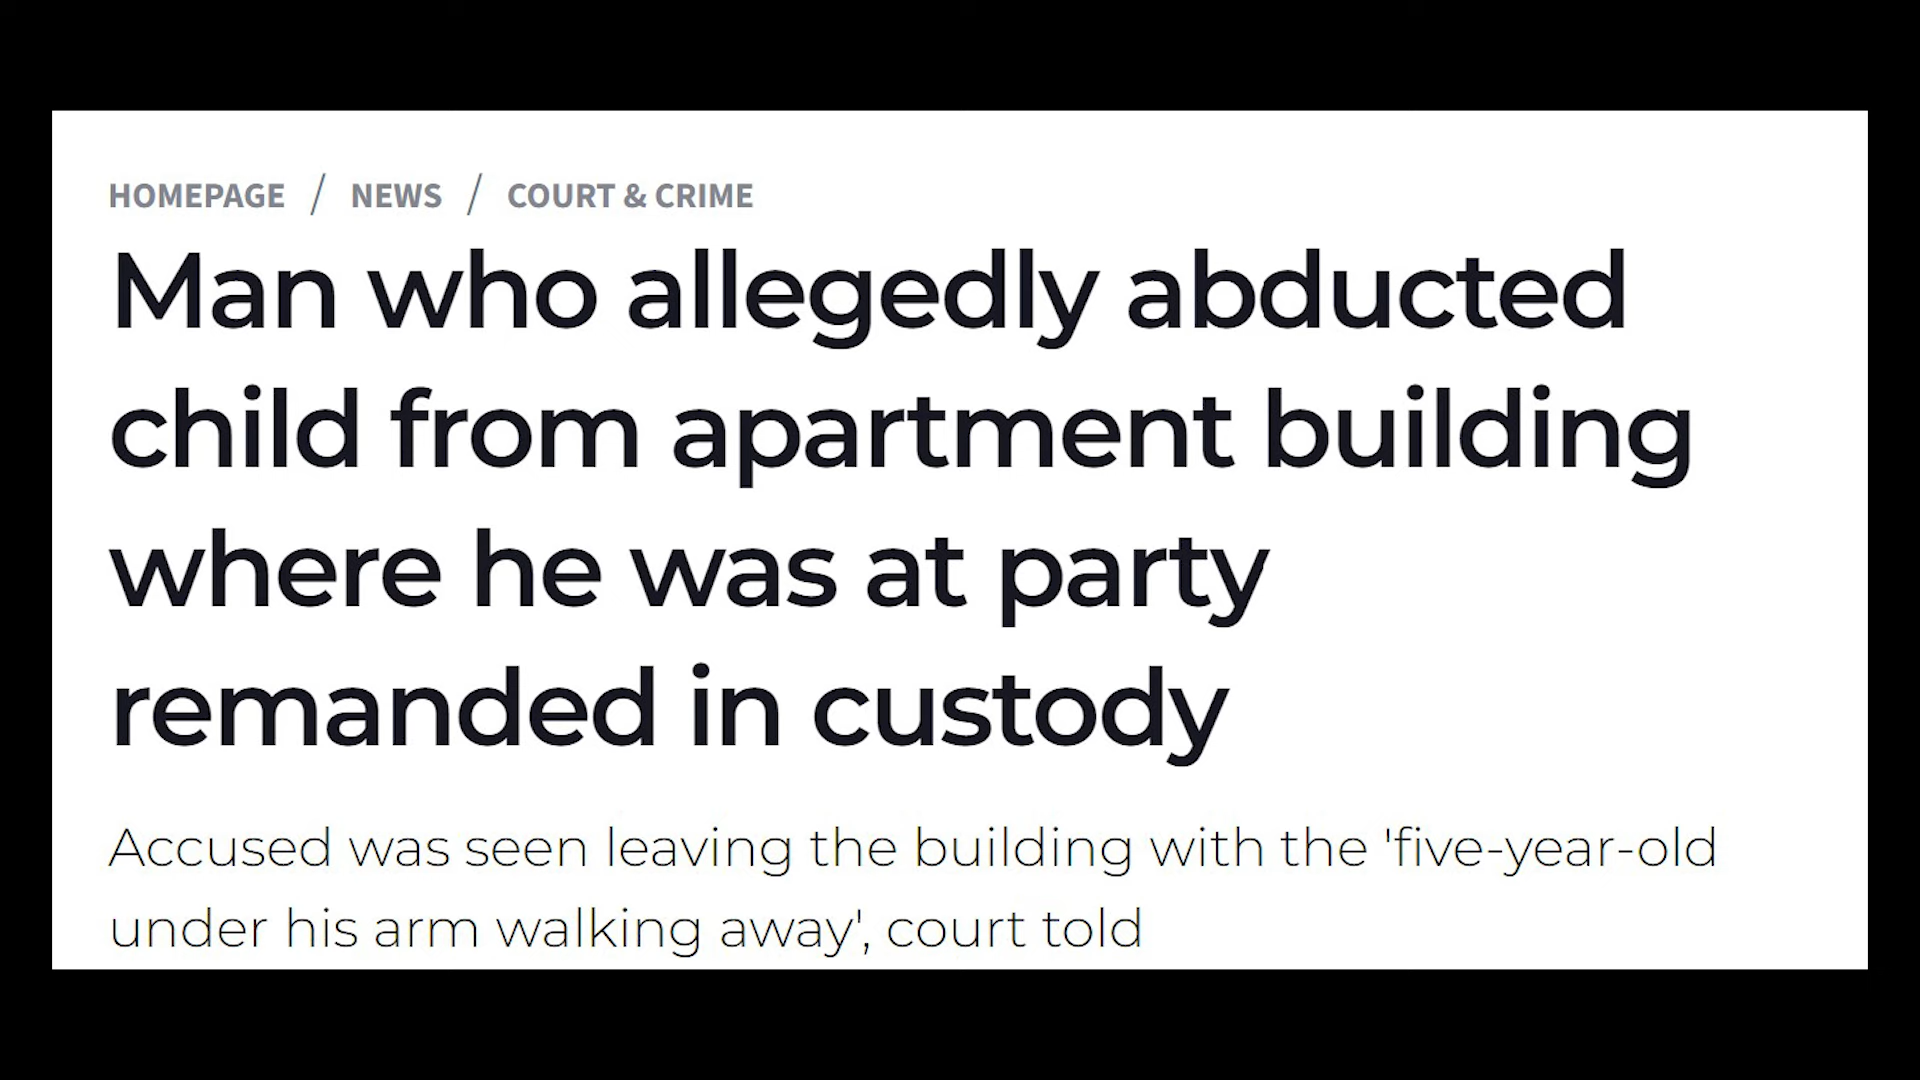 HOMEPAGE / NEWS / COURT & CRIME
Man who allegedly abducted
child from apartment building
where he was at party
remanded in custody
Accused was seen leaving the building with the 'five-year-old
under his arm walking away', court told